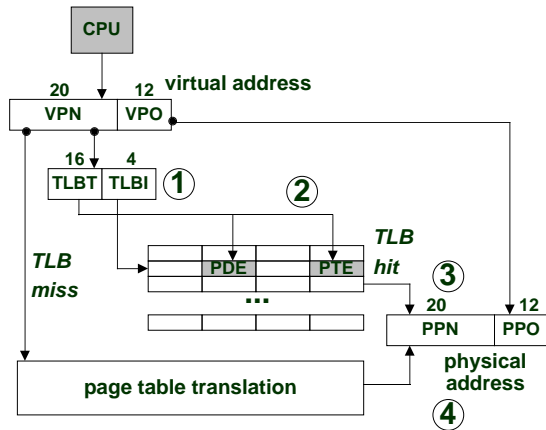 CPU
20 12 virtual address
VPN VPO
16 4
TLBT TLBI 1
2
TLB miss
PDE PTE
TLB hit
...
3
20 12
PPN PPO
page table translation
physical address
4